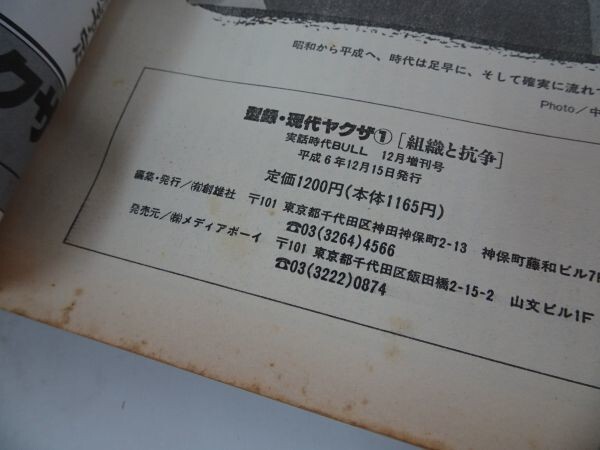 クザ
昭和から平成へ、時代は足早に、そして確実に流れて
Photo／中
型録・現代ヤクザ① [組織と抗争]
実話時代BULL 12月増刊号
平成6年12月15日発行
定価1200円(本体1165円)
編集・発行／㈲創雄社 〒101 東京都千代田区神田神保町2-13 神保町藤和ビル7
☎03(3264)4566
発売元／㈱メディアボーイ 〒101 東京都千代田区飯田橋2-15-2 山文ビル1F
☎03(3222)0874